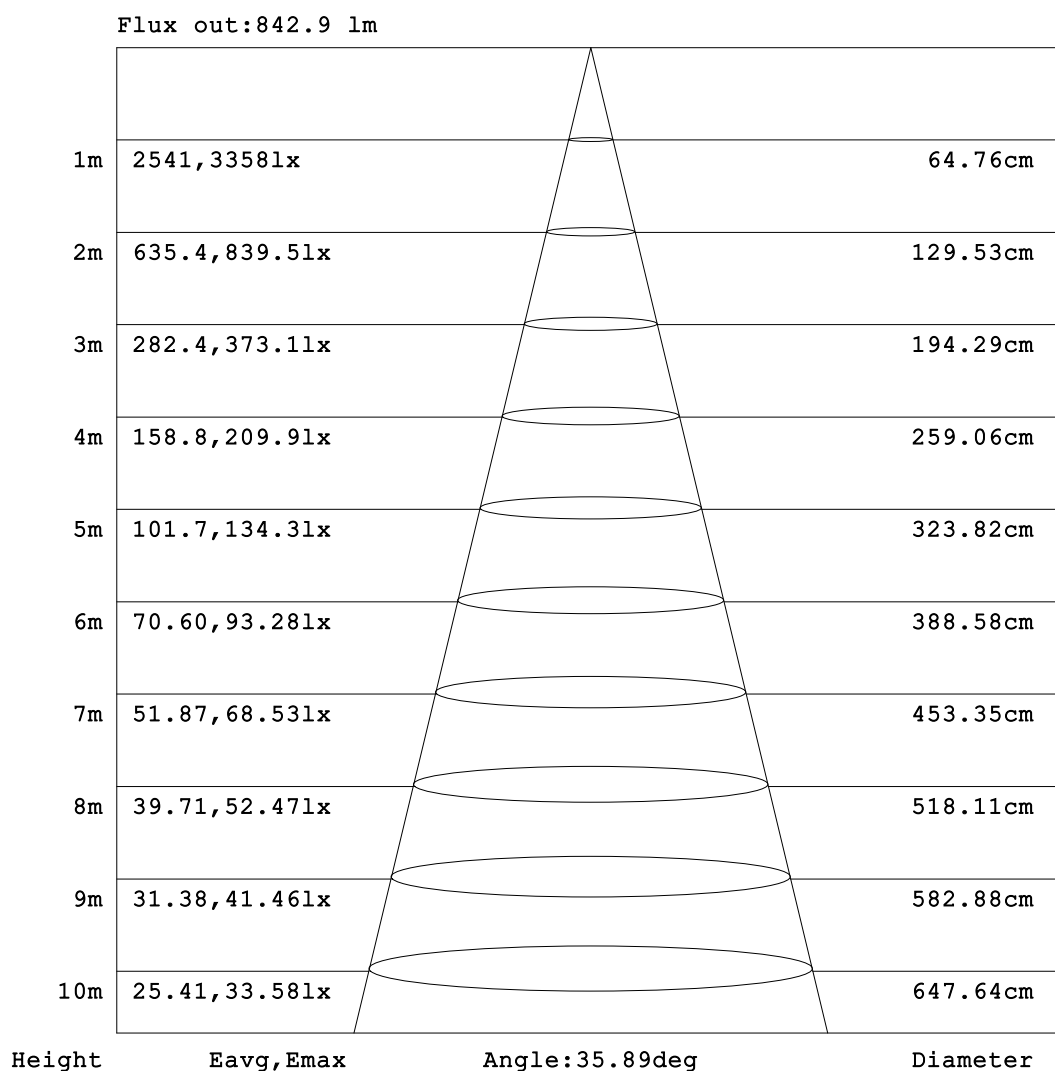 Flux out:842.9 lm
1m 2541,3358lx 64.76cm
2m 635.4,839.5lx 129.53cm
3m 282.4,373.1lx 194.29cm
4m 158.8,209.9lx 259.06cm
5m 101.7,134.3lx 323.82cm
6m 70.60,93.28lx 388.58cm
7m 51.87,68.53lx 453.35cm
8m 39.71,52.47lx 518.11cm
9m 31.38,41.46lx 582.88cm
10m 25.41,33.58lx 647.64cm
Height Eavg,Emax Angle:35.89deg Diameter